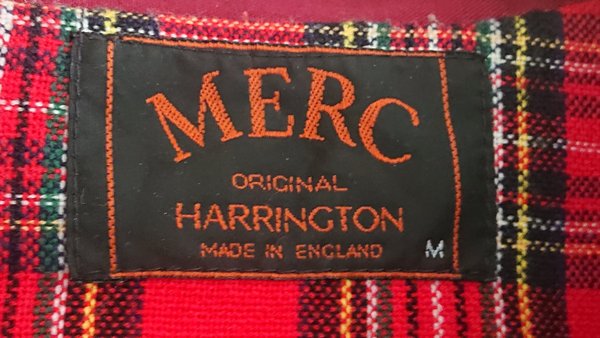 MERC
ORIGINAL
HARRINGTON
MADE IN ENGLAND M